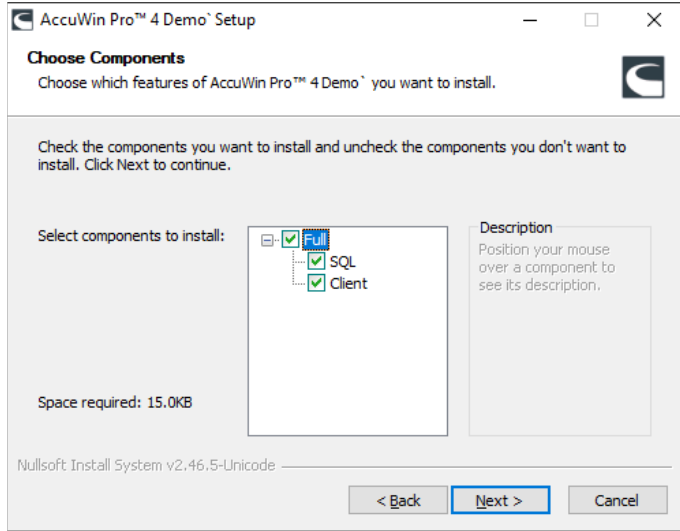 AccuWin Pro™ 4 Demo` Setup
Choose Components
Choose which features of AccuWin Pro™ 4 Demo` you want to install.
Check the components you want to install and uncheck the components you don't want to
install. Click Next to continue.
Select components to install:
Full
SQL
Client
Description
Position your mouse
over a component to
see its description.
Space required: 15.0KB
Nullsoft Install System v2.46.5-Unicode
< Back
Next >
Cancel